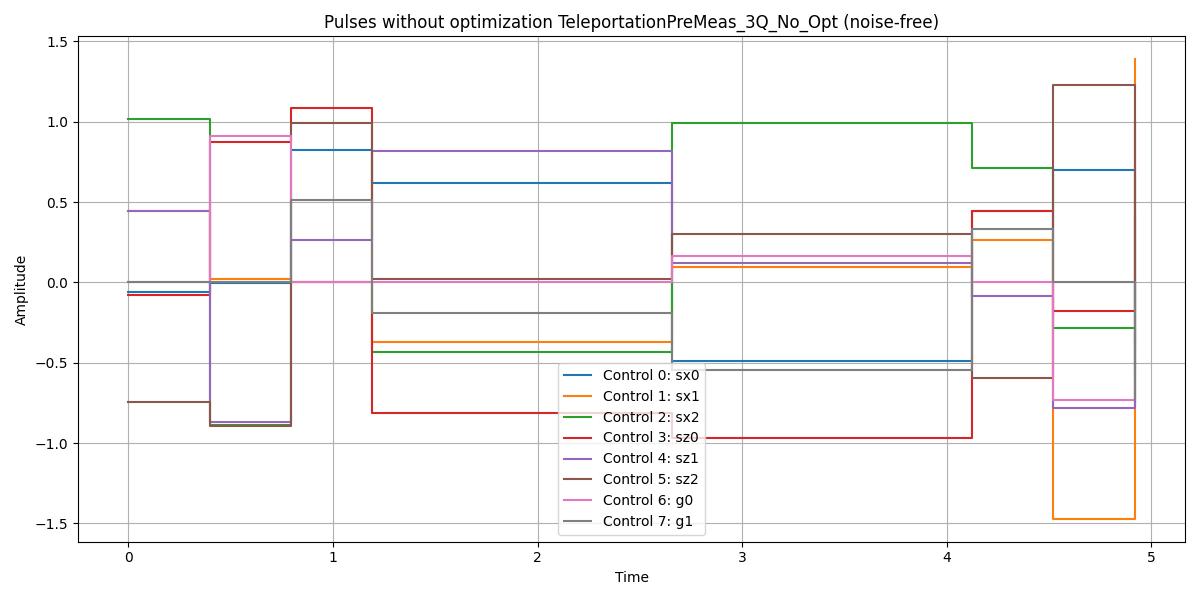 Pulses without optimization TeleportationPreMeas_3Q_No_Opt (noise-free)
1.5
1.0
0.5
0.0
−0.5
−1.0
−1.5
Amplitude
Control 0: sx0
Control 1: sx1
Control 2: sx2
Control 3: sz0
Control 4: sz1
Control 5: sz2
Control 6: g0
Control 7: g1
0
1
2
3
4
5
Time